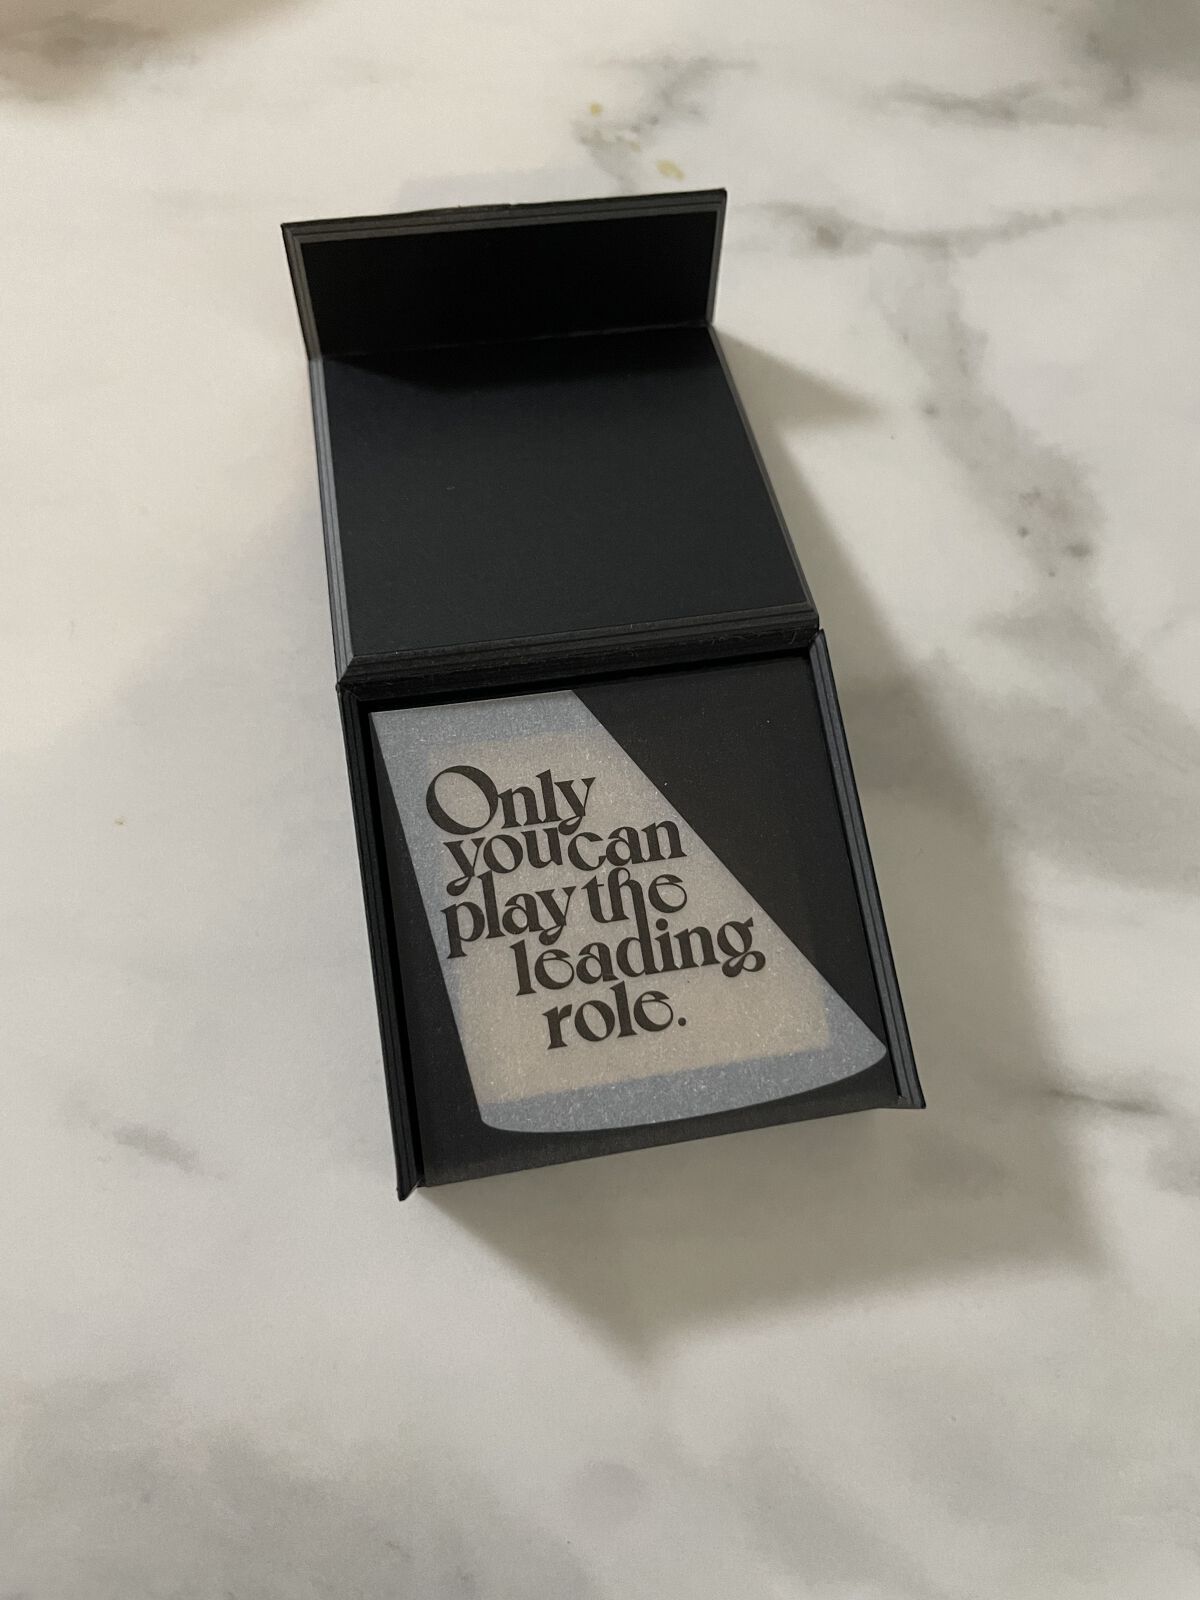 Only
you can
play the
leading
role.